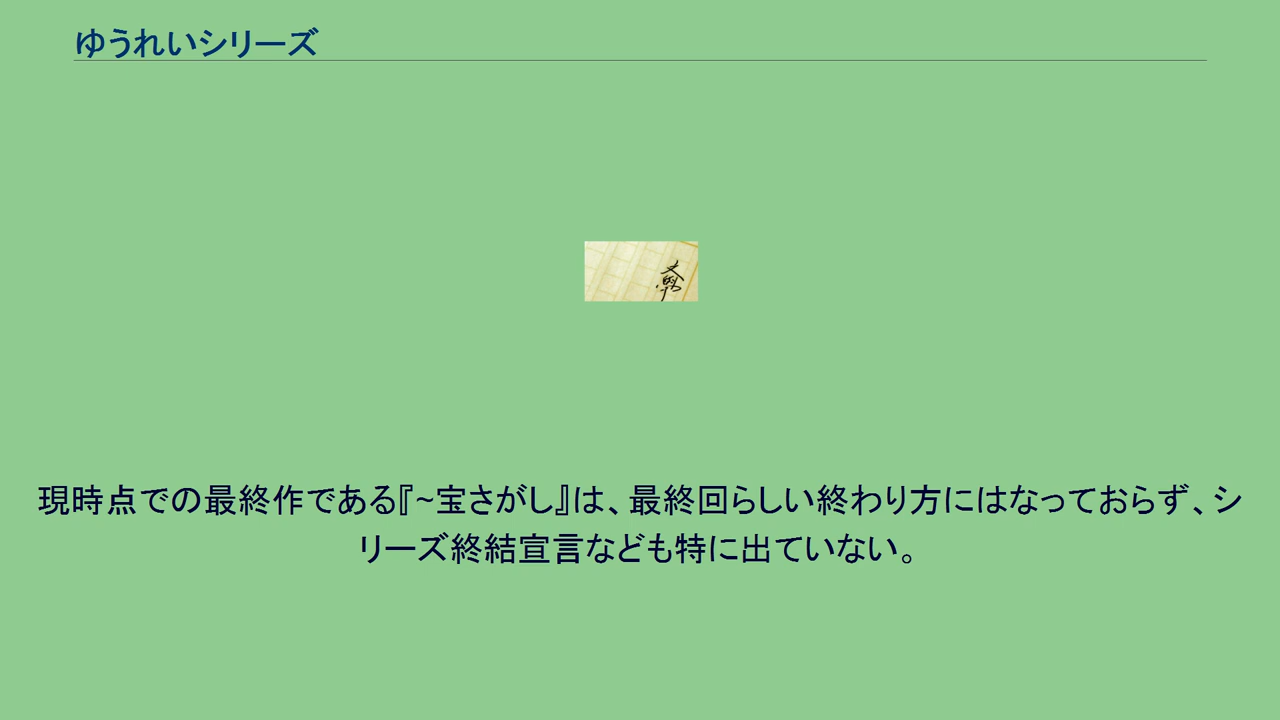 ゆうれいシリーズ
現時点での最終作である『~宝さがし』は、最終回らしい終わり方にはなっておらず、シ
リーズ終結宣言なども特に出ていない。